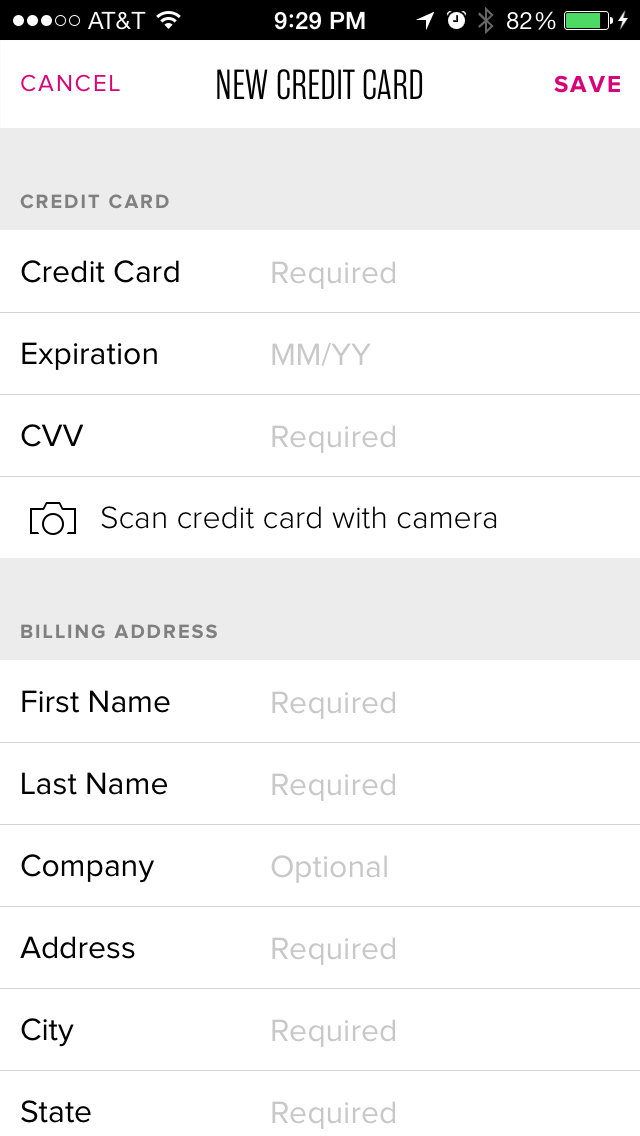 AT&T 9:29 PM 82%
CANCEL NEW CREDIT CARD SAVE
CREDIT CARD
Credit Card Required
Expiration MM/YY
CVV Required
Scan credit card with camera
BILLING ADDRESS
First Name Required
Last Name Required
Company Optional
Address Required
City Required
State Required